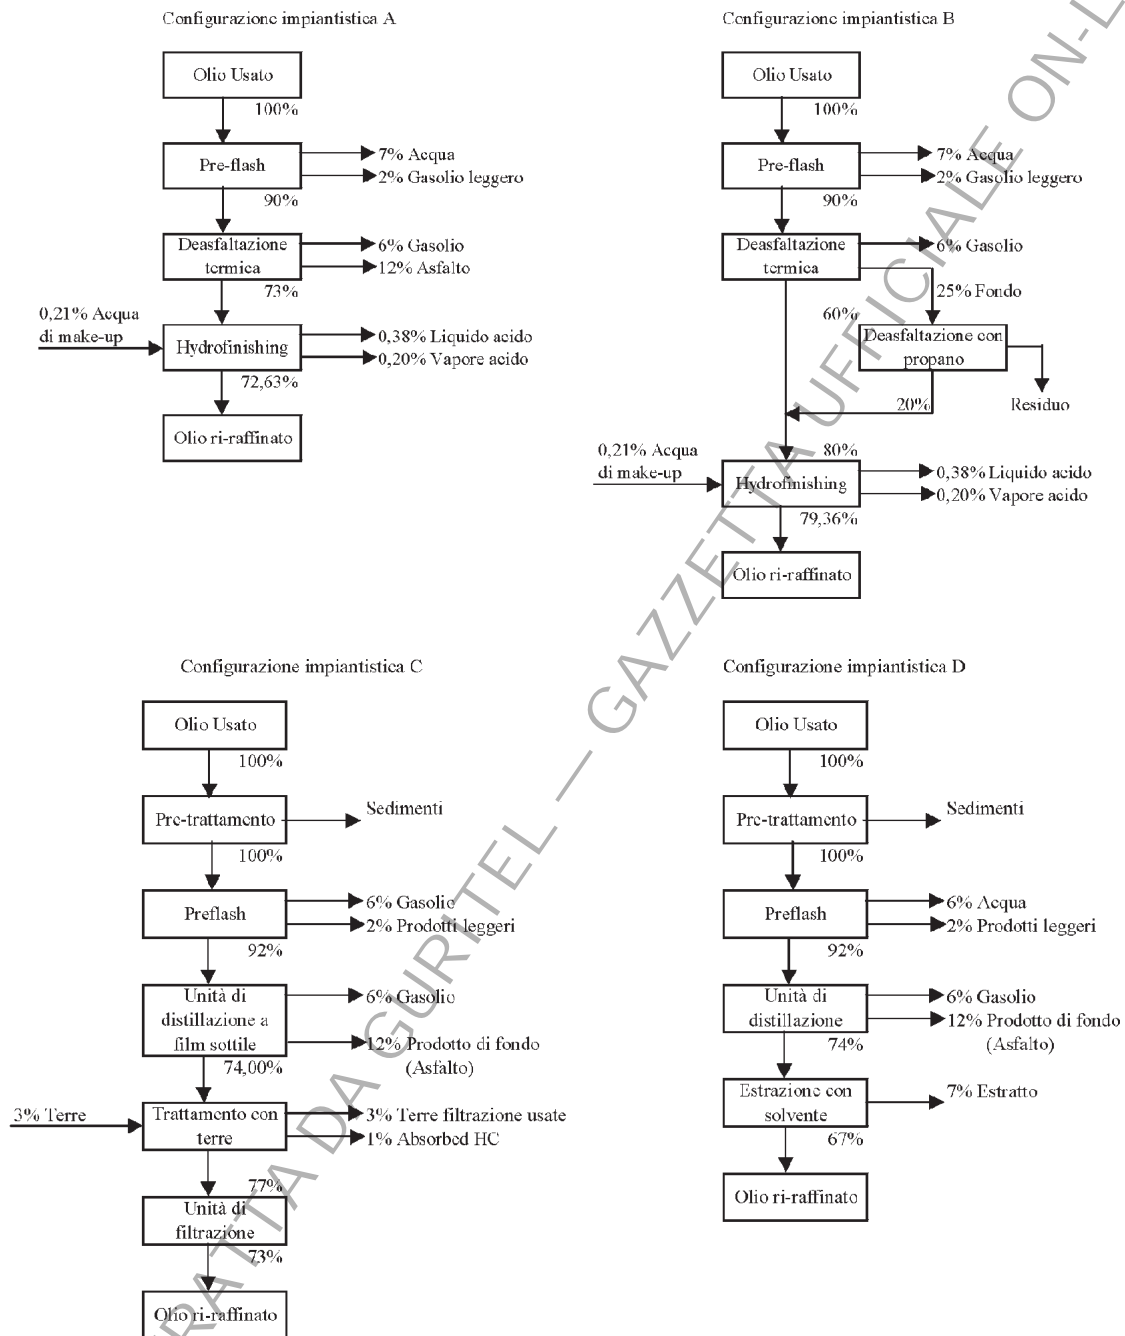 Configurazione impiantistica A
Olio Usato
100%
Pre-flash
7% Acqua
2% Gasolio leggero
90%
Deasfaltazione
termica
6% Gasolio
12% Asfalto
73%
0,21% Acqua
di make-up
Hydrofinishing
0,38% Liquido acido
0,20% Vapore acido
72,63%
Olio ri-raffinato
Configurazione impiantistica B
Olio Usato
100%
Pre-flash
7% Acqua
2% Gasolio leggero
90%
Deasfaltazione
termica
6% Gasolio
25% Fondo
60%
Deasfaltazione con
propano
Residuo
20%
80%
0,21% Acqua
di make-up
Hydrofinishing
0,38% Liquido acido
0,20% Vapore acido
79,36%
Olio ri-raffinato
Configurazione impiantistica C
Olio Usato
100%
Pre-trattamento
Sedimenti
100%
Preflash
6% Gasolio
2% Prodotti leggeri
92%
Unità di
distillazione a
film sottile
6% Gasolio
12% Prodotto di fondo
(Asfalto)
74,00%
3% Terre
Trattamento con
terre
3% Terre filtrazione usate
1% Absorbed HC
77%
Unità di
filtrazione
73%
Olio ri-raffinato
Configurazione impiantistica D
Olio Usato
100%
Pre-trattamento
Sedimenti
100%
Preflash
6% Acqua
2% Prodotti leggeri
92%
Unità di
distillazione
6% Gasolio
12% Prodotto di fondo
(Asfalto)
74%
Estrazione con
solvente
7% Estratto
67%
Olio ri-raffinato
DA GURITEL — GAZZETTA UFFICIALE